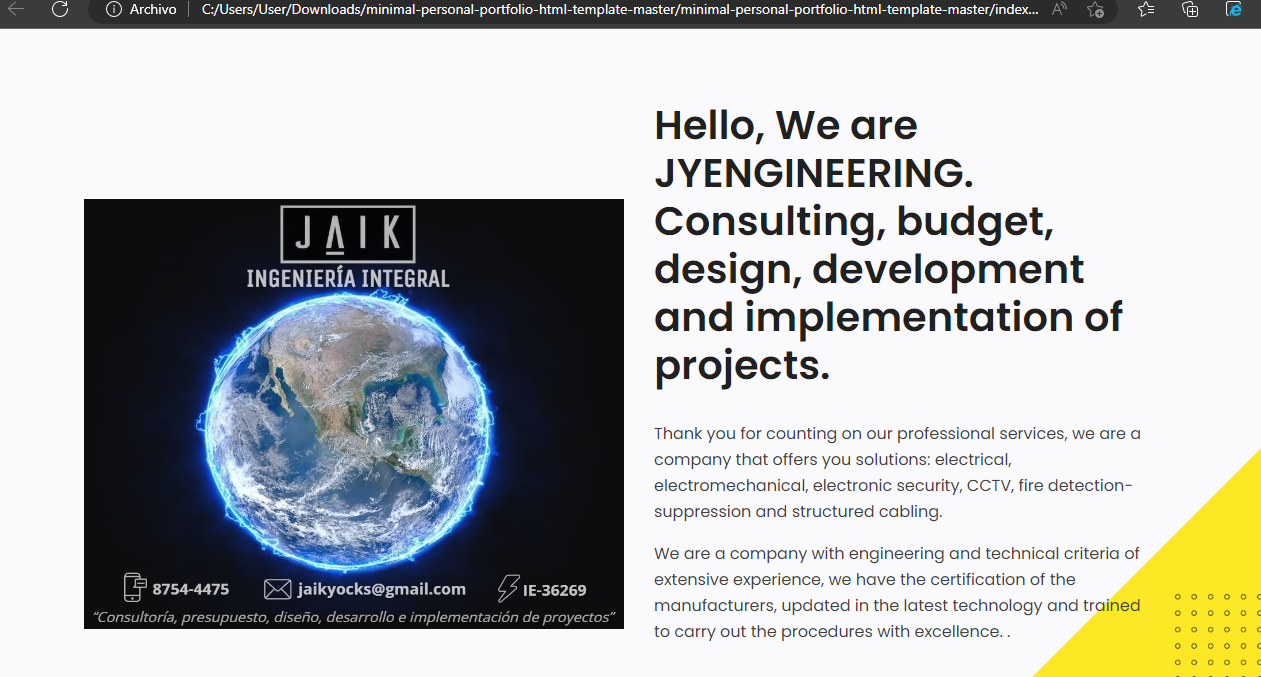 Archivo
C:/Users/User/Downloads/minimal-personal-portfolio-html-template-master/minimal-personal-portfolio-html-template-master/index...
Hello, We are
JYENGINEERING.
Consulting, budget,
design, development
and implementation of
projects.
Thank you for counting on our professional services, we are a
company that offers you solutions: electrical,
electromechanical, electronic security, CCTV, fire detection-
suppression and structured cabling.
We are a company with engineering and technical criteria of
extensive experience, we have the certification of the
manufacturers, updated in the latest technology and trained
to carry out the procedures with excellence. .
JAIK
INGENIERÍA INTEGRAL
8754-4475
jaikyocks@gmail.com
IE-36269
“Consultoría, presupuesto, diseño, desarrollo e implementación de proyectos”